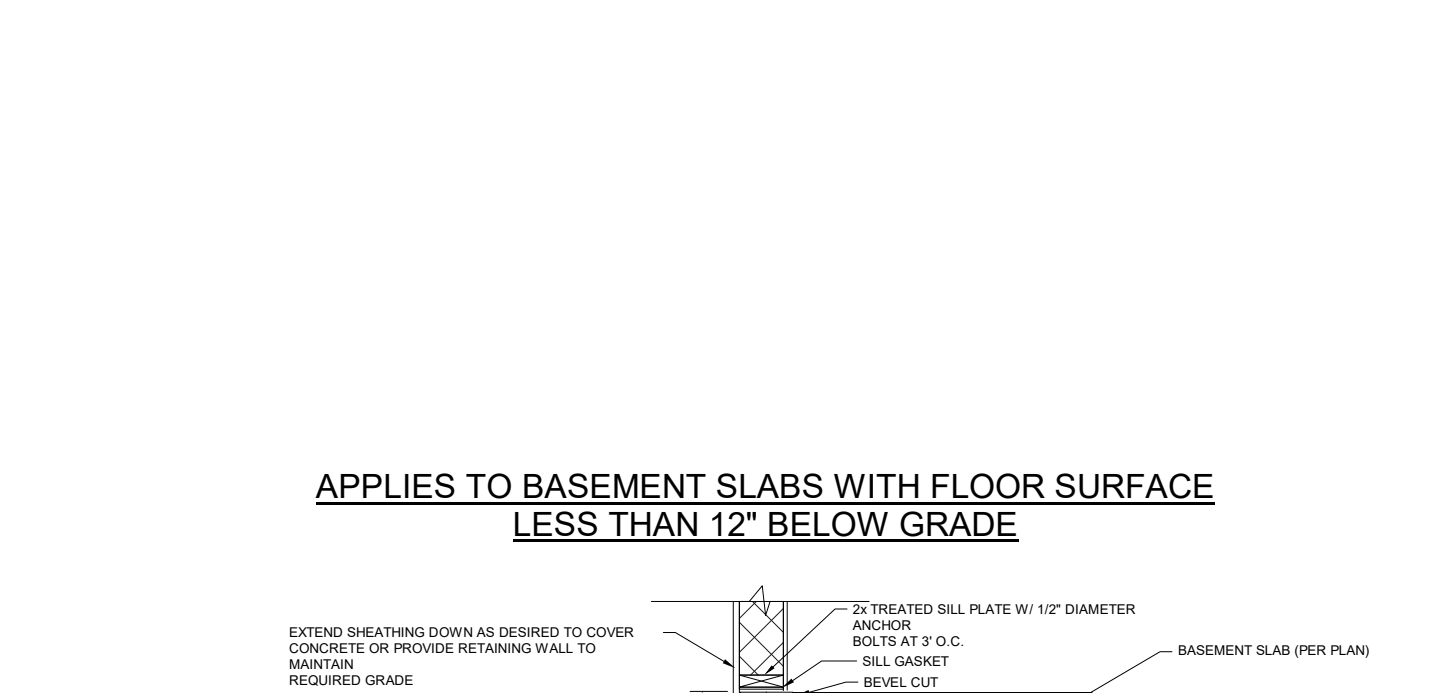 APPLIES TO BASEMENT SLABS WITH FLOOR SURFACE
LESS THAN 12" BELOW GRADE
2x TREATED SILL PLATE W/ 1/2" DIAMETER
ANCHOR
BOLTS AT 3' O.C.
EXTEND SHEATHING DOWN AS DESIRED TO COVER
CONCRETE OR PROVIDE RETAINING WALL TO
MAINTAIN
REQUIRED GRADE
BASEMENT SLAB (PER PLAN)
SILL GASKET
BEVEL CUT